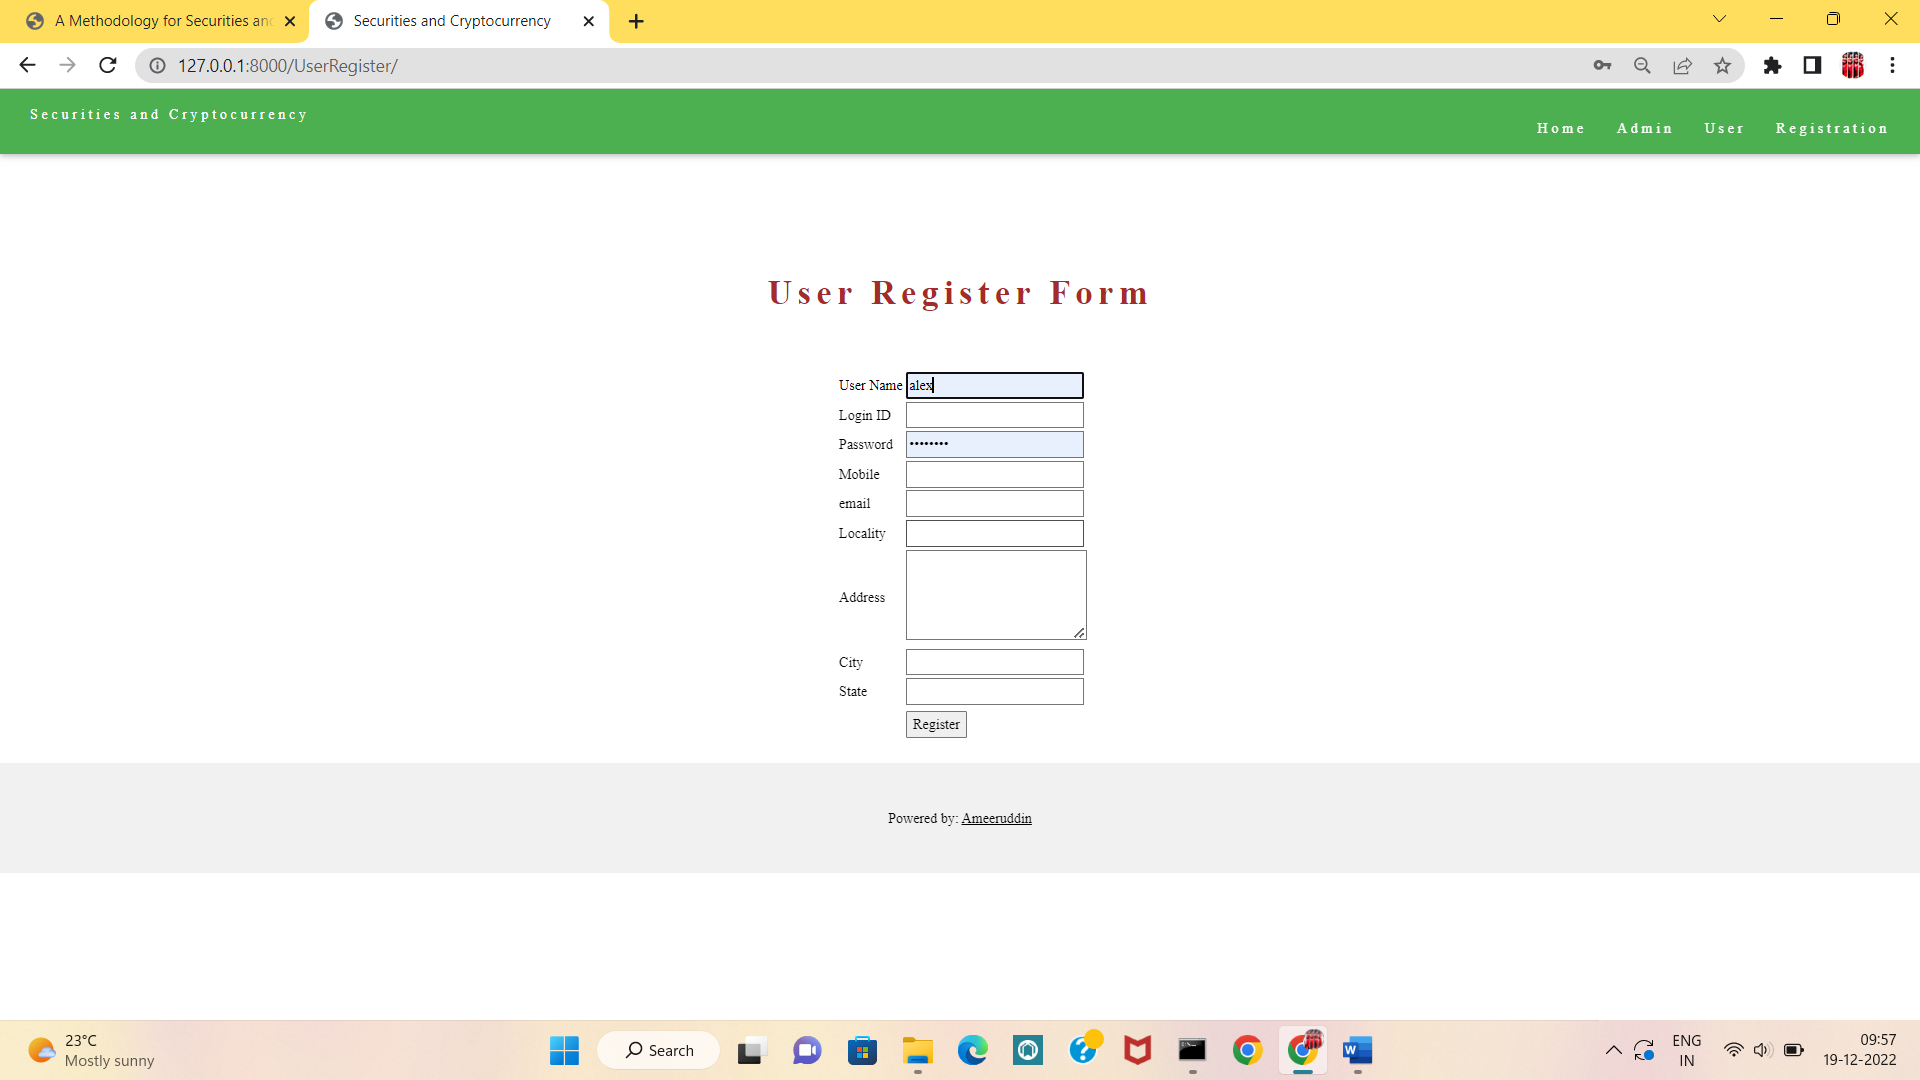 A Methodology for Securities an
Securities and Cryptocurrency
127.0.0.1:8000/UserRegister/
Securities and Cryptocurrency
Home Admin User Registration
User Register Form
User Name alex
Login ID
Password ••••••••
Mobile
email
Locality
Address
City
State
Register
Powered by: Ameeruddin
23°C
Mostly sunny
Search
ENG
IN
09:57
19-12-2022